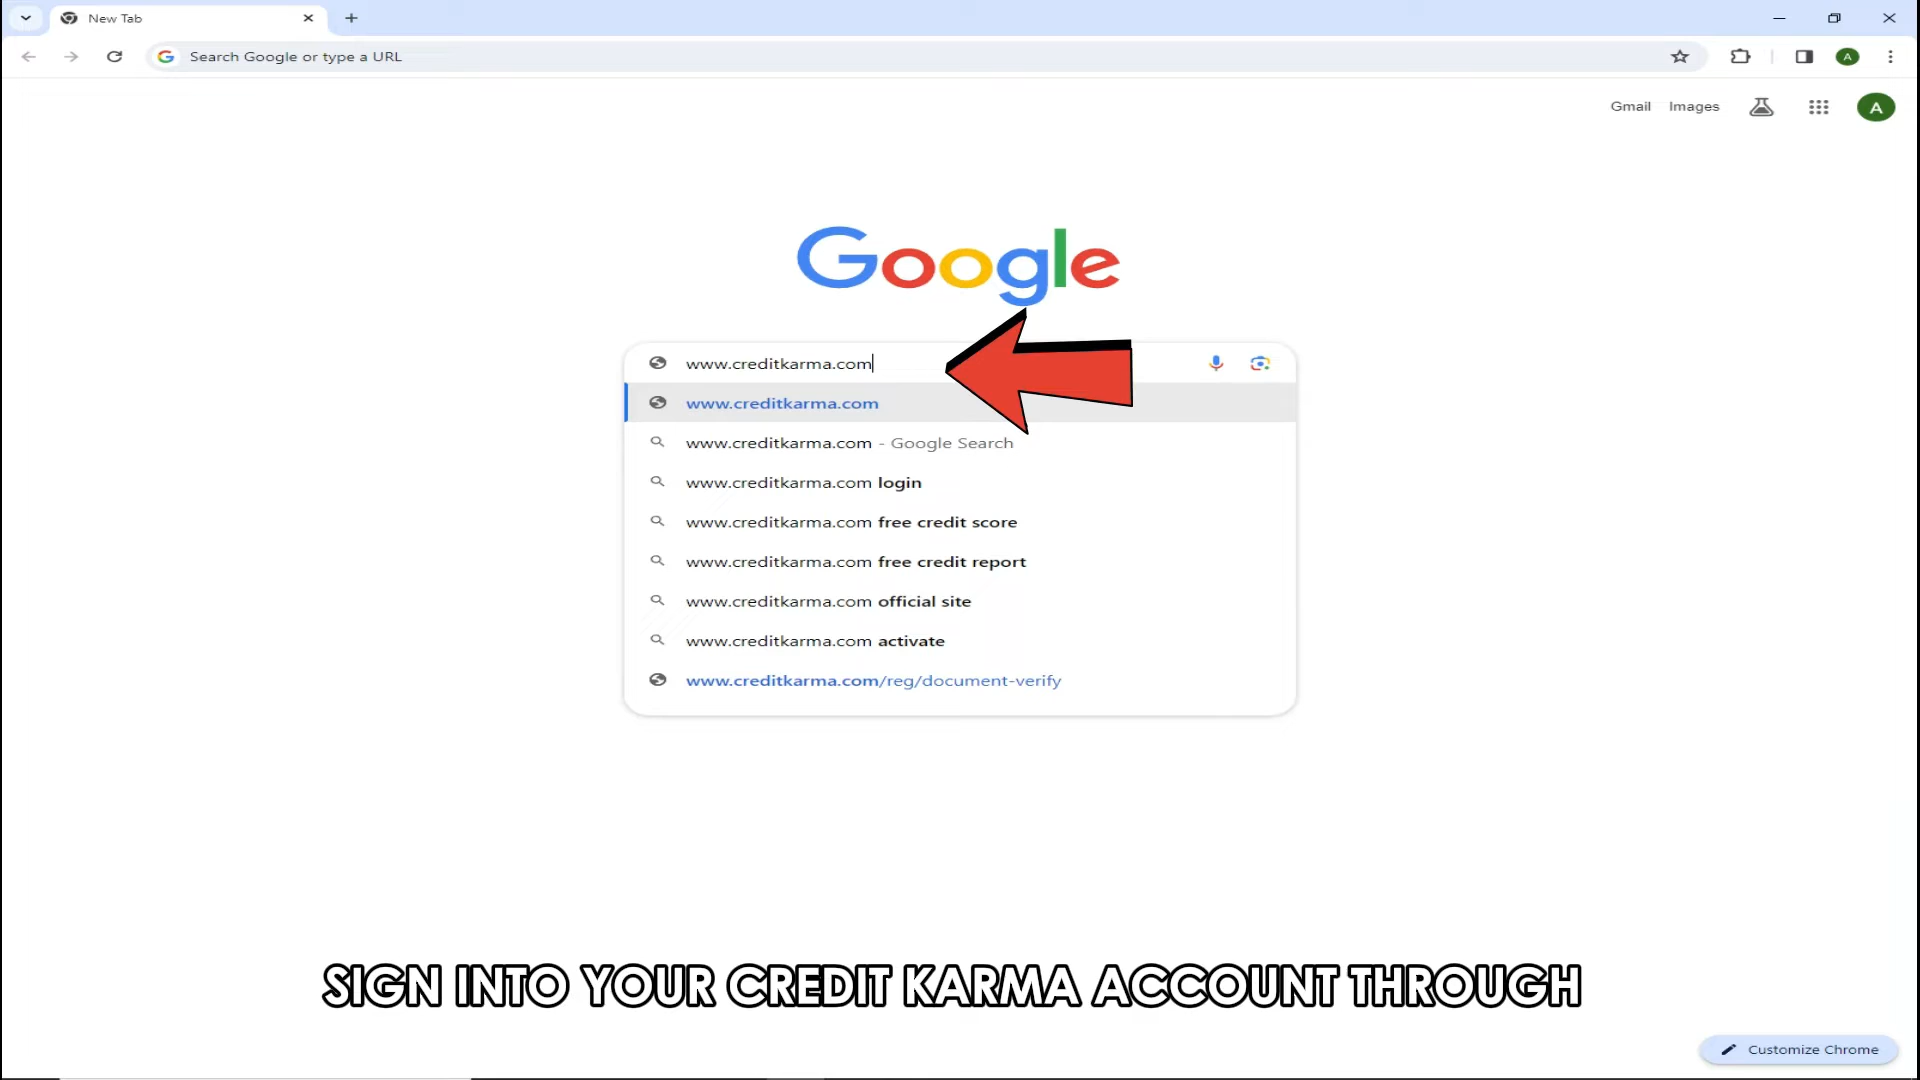 New Tab
Search Google or type a URL
Gmail Images
A
A
Google
www.creditkarma.com
www.creditkarma.com
www.creditkarma.com - Google Search
www.creditkarma.com login
www.creditkarma.com free credit score
www.creditkarma.com free credit report
www.creditkarma.com official site
www.creditkarma.com activate
www.creditkarma.com/reg/document-verify
SIGN INTO YOUR CREDIT KARMA ACCOUNT THROUGH
Customize Chrome